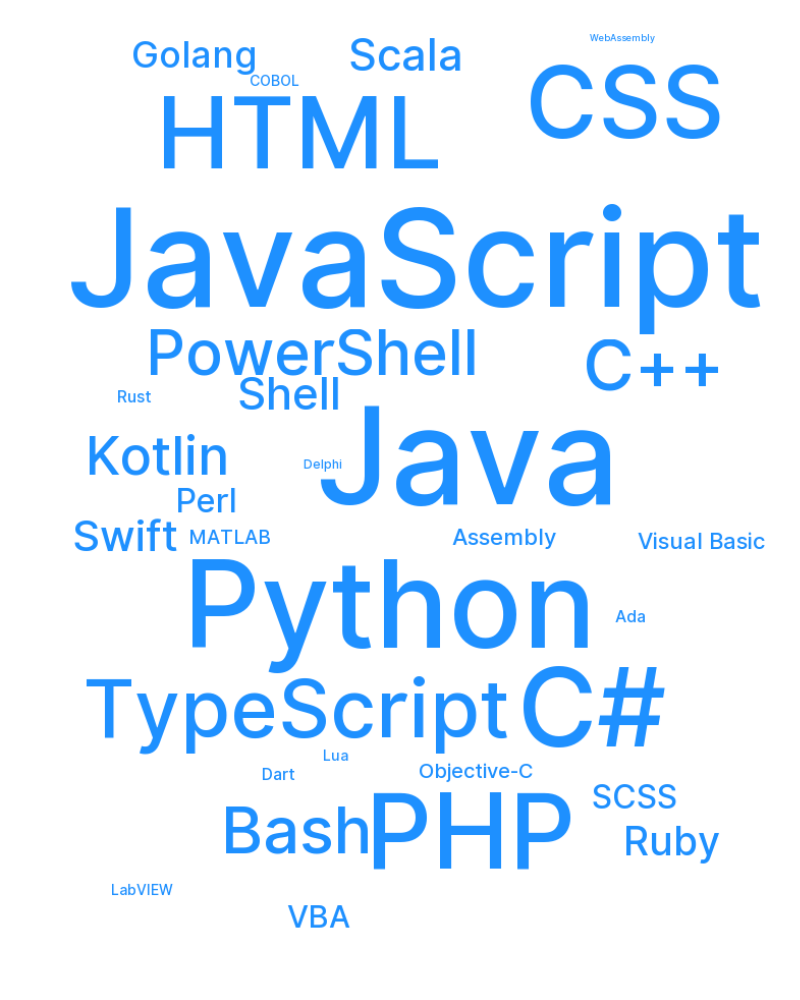 WebAssembly
Golang
Scala
COBOL
CSS
HTML
JavaScript
PowerShell
C++
Shell
Rust
Java
Kotlin
Delphi
Perl
Swift
MATLAB
Assembly
Visual Basic
Python
Ada
TypeScript
C#
Lua
Dart
Objective-C
SCSS
Bash
PHP
Ruby
LabVIEW
VBA